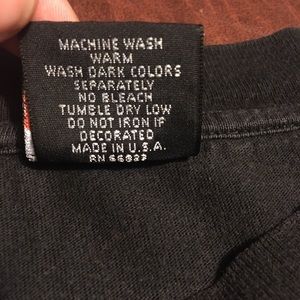 MACHINE WASH
WARM
WASH DARK COLORS
SEPARATELY
NO BLEACH
TUMBLE DRY LOW
DO NOT IRON IF
DECORATED
MADE IN U.S.A.
RN